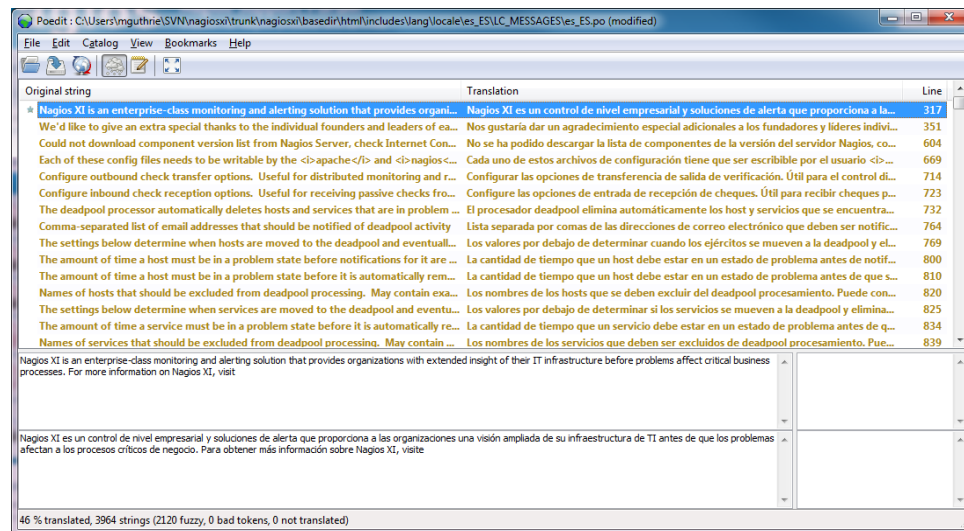 Poedit : C:\Users\mguthrie\SVN\nagiosxi\trunk\nagiosxi\basedir\html\includes\lang\locale\es_ES\LC_MESSAGES\es_ES.po (modified)
File Edit Catalog View Bookmarks Help
Original string Translation Line
Nagios XI is an enterprise-class monitoring and alerting solution that provides organi... Nagios XI es un control de nivel empresarial y soluciones de alerta que proporciona a la... 317
We'd like to give an extra special thanks to the individual founders and leaders of ea... Nos gustaría dar un agradecimiento especial adicionales a los fundadores y líderes indivi... 351
Could not download component version list from Nagios Server, check Internet Con... No se ha podido descargar la lista de componentes de la versión del servidor Nagios, co... 604
Each of these config files needs to be writable by the <i>apache</i> and <i>nagios<... Cada uno de estos archivos de configuración tiene que ser escribible por el usuario <i>... 669
Configure outbound check transfer options. Useful for distributed monitoring and r... Configurar las opciones de transferencia de salida de verificación. Útil para el control di... 714
Configure inbound check reception options. Useful for receiving passive checks fro... Configure las opciones de entrada de recepción de cheques. Útil para recibir cheques p... 723
The deadpool processor automatically deletes hosts and services that are in problem ... El procesador deadpool elimina automáticamente los host y servicios que se encuentra... 732
Comma-separated list of email addresses that should be notified of deadpool activity Lista separada por comas de las direcciones de correo electrónico que deben ser notific... 764
The settings below determine when hosts are moved to the deadpool and eventuall... Los valores por debajo de determinar cuando los ejércitos se mueven a la deadpool y el... 769
The amount of time a host must be in a problem state before notifications for it are ... La cantidad de tiempo que un host debe estar en un estado de problema antes de notif... 800
The amount of time a host must be in a problem state before it is automatically rem... La cantidad de tiempo que un host debe estar en un estado de problema antes de que s... 810
Names of hosts that should be excluded from deadpool processing. May contain exa... Los nombres de los hosts que se deben excluir del deadpool procesamiento. Puede con... 820
The settings below determine when services are moved to the deadpool and eventu... Los valores por debajo de determinar si los servicios se mueven a la deadpool y elimina... 825
The amount of time a service must be in a problem state before it is automatically re... La cantidad de tiempo que un servicio debe estar en un estado de problema antes de q... 834
Names of services that should be excluded from deadpool processing. May contain ... Los nombres de los servicios que deben ser excluidos de deadpool procesamiento. Pue... 839
Nagios XI is an enterprise-class monitoring and alerting solution that provides organizations with extended insight of their IT infrastructure before problems affect critical business
processes. For more information on Nagios XI, visit
Nagios XI es un control de nivel empresarial y soluciones de alerta que proporciona a las organizaciones una visión ampliada de su infraestructura de TI antes de que los problemas
afectan a los procesos críticos de negocio. Para obtener más información sobre Nagios XI, visite
46 % translated, 3964 strings (2120 fuzzy, 0 bad tokens, 0 not translated)